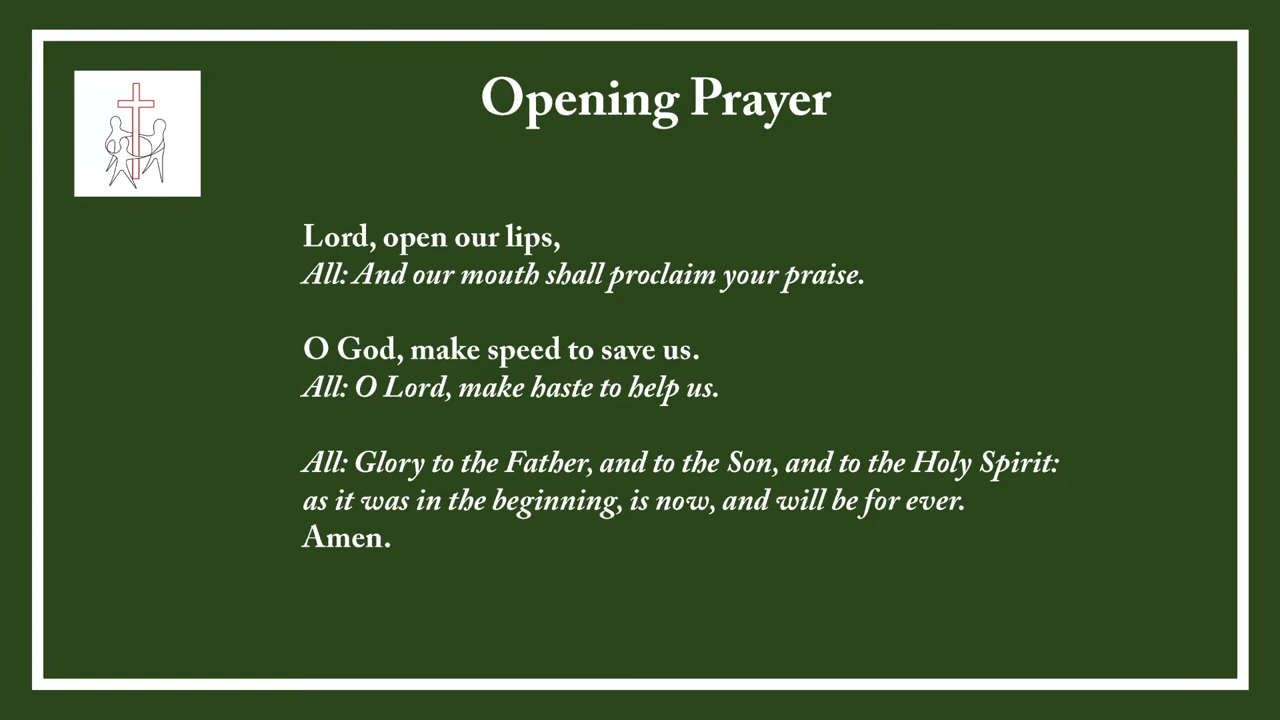 Opening Prayer
Lord, open our lips,
All: And our mouth shall proclaim your praise.
O God, make speed to save us.
All: O Lord, make haste to help us.
All: Glory to the Father, and to the Son, and to the Holy Spirit:
as it was in the beginning, is now, and will be for ever.
Amen.